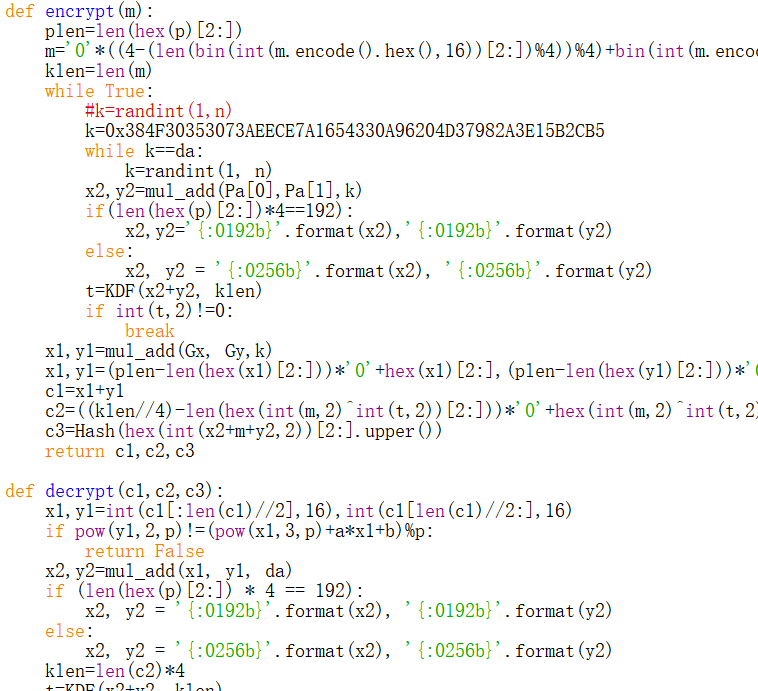 def encrypt(m):
    plen=len(hex(p)[2:])
    m='0'*((4-(len(bin(int(m.encode().hex(),16))[2:])%4))%4)+bin(int(m.enco
    klen=len(m)
    while True:
        #k=randint(1,n)
        k=0x384F30353073AEECE7A1654330A96204D37982A3E15B2CB5
        while k==da:
            k=randint(1, n)
        x2,y2=mul_add(Pa[0],Pa[1],k)
        if(len(hex(p)[2:])*4==192):
            x2,y2='{:0192b}'.format(x2),'{:0192b}'.format(y2)
        else:
            x2, y2 = '{:0256b}'.format(x2), '{:0256b}'.format(y2)
        t=KDF(x2+y2, klen)
        if int(t,2)!=0:
            break
    x1,y1=mul_add(Gx, Gy,k)
    x1,y1=(plen-len(hex(x1)[2:]))*'0'+hex(x1)[2:],(plen-len(hex(y1)[2:]))*'0
    c1=x1+y1
    c2=((klen//4)-len(hex(int(m,2)^int(t,2))[2:]))*'0'+hex(int(m,2)^int(t,2)
    c3=Hash(hex(int(x2+m+y2,2))[2:].upper())
    return c1,c2,c3

def decrypt(c1,c2,c3):
    x1,y1=int(c1[:len(c1)//2],16),int(c1[len(c1)//2:],16)
    if pow(y1,2,p)!=(pow(x1,3,p)+a*x1+b)%p:
        return False
    x2,y2=mul_add(x1, y1, da)
    if (len(hex(p)[2:]) * 4 == 192):
        x2, y2 = '{:0192b}'.format(x2), '{:0192b}'.format(y2)
    else:
        x2, y2 = '{:0256b}'.format(x2), '{:0256b}'.format(y2)
    klen=len(c2)*4
    t=KDF(x2+y2, klen)